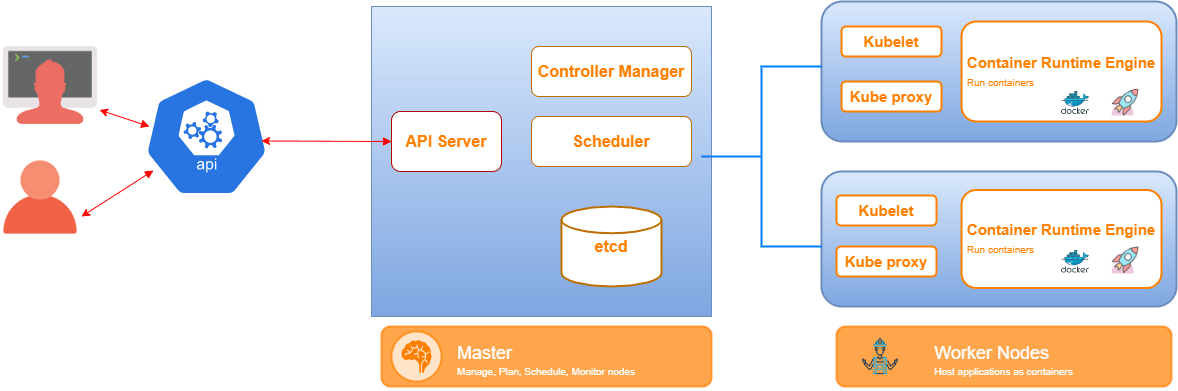 api
API Server
Controller Manager
Scheduler
etcd
Master
Manage, Plan, Schedule, Monitor nodes
Kubelet
Kube proxy
Container Runtime Engine
Run containers
docker
Kubelet
Kube proxy
Container Runtime Engine
Run containers
docker
Worker Nodes
Host applications as containers